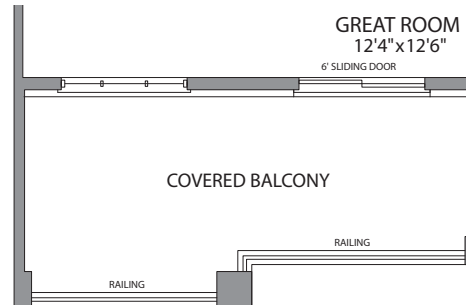 GREAT ROOM
12'4"x12'6"
6' SLIDING DOOR
COVERED BALCONY
RAILING
RAILING